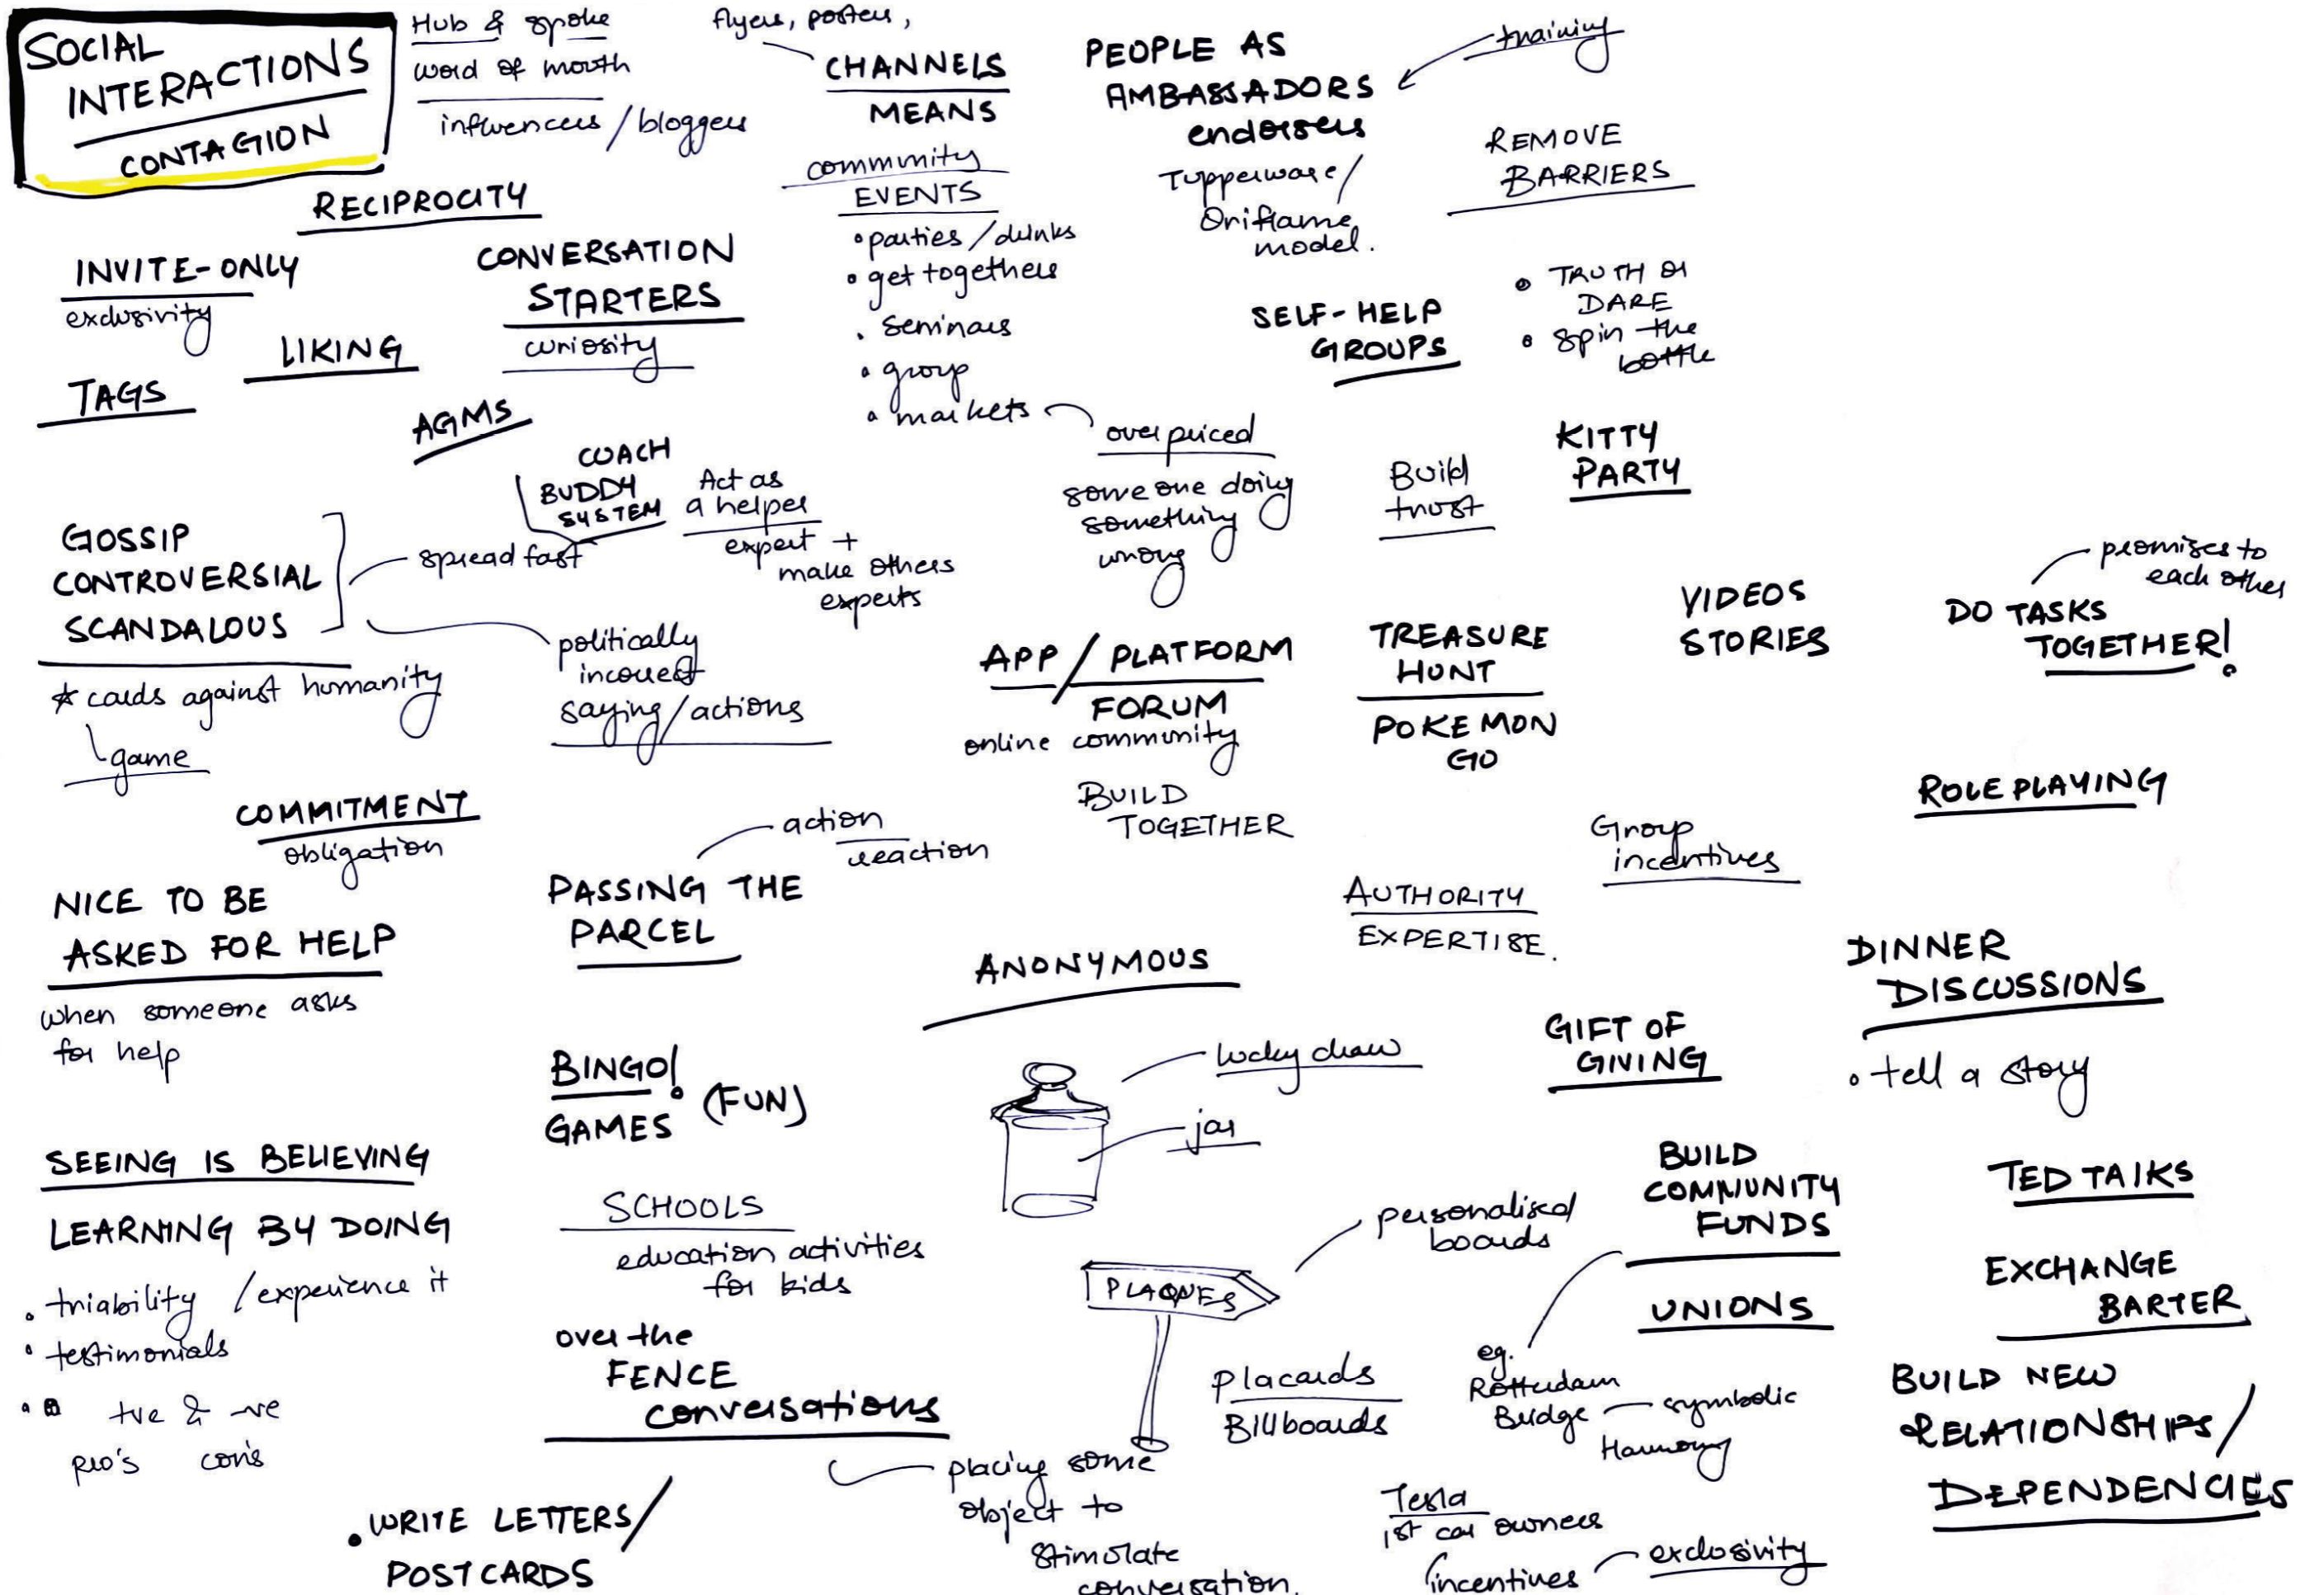 SOCIAL
INTERACTIONS
CONTAGION
Hub & spoke
word of mouth
influencers / bloggers
flyers, posters,
CHANNELS
MEANS
community
EVENTS
• parties / drinks
• get togethers
• seminars
• group
• markets
overpriced
someone doing
something
wrong
PEOPLE AS
AMBASSADORS
endorsers
training
Tupperware /
Oriflame
model.
REMOVE
BARRIERS
• TRUTH or
DARE
• spin the
bottle
SELF-HELP
GROUPS
KITTY
PARTY
Build
trust
RECIPROCITY
INVITE-ONLY
exclusivity
CONVERSATION
STARTERS
curiosity
LIKING
TAGS
AGMS
COACH
BUDDY
SYSTEM
Act as
a helper
expert +
make others
experts
GOSSIP
CONTROVERSIAL
SCANDALOUS
spread fast
politically
incorrect
saying / actions
* cards against humanity
game
APP / PLATFORM
FORUM
online community
BUILD
TOGETHER
TREASURE
HUNT
POKEMON
GO
VIDEOS
STORIES
promises to
each other
DO TASKS
TOGETHER!
ROLE PLAYING
COMMITMENT
obligation
NICE TO BE
ASKED FOR HELP
when someone asks
for help
action
reaction
PASSING THE
PARCEL
ANONYMOUS
lucky draw
jar
AUTHORITY
EXPERTISE.
Group
incentives
DINNER
DISCUSSIONS
• tell a story
GIFT OF
GIVING
BINGO!
GAMES (FUN)
SEEING IS BELIEVING
LEARNING BY DOING
• triability / experience it
• testimonials
• +ve & -ve
pro's con's
SCHOOLS
education activities
for kids
over the
FENCE
conversations
placing some
object to
stimulate
conversation.
PLAQUES
personalised
boards
placards
Billboards
BUILD
COMMUNITY
FUNDS
UNIONS
eg.
Rotterdam
Bridge
symbolic
Harmony
TED TALKS
EXCHANGE
BARTER
BUILD NEW
RELATIONSHIPS /
DEPENDENCIES
Tesla
1st car owners
incentives
exclusivity
• WRITE LETTERS /
POSTCARDS